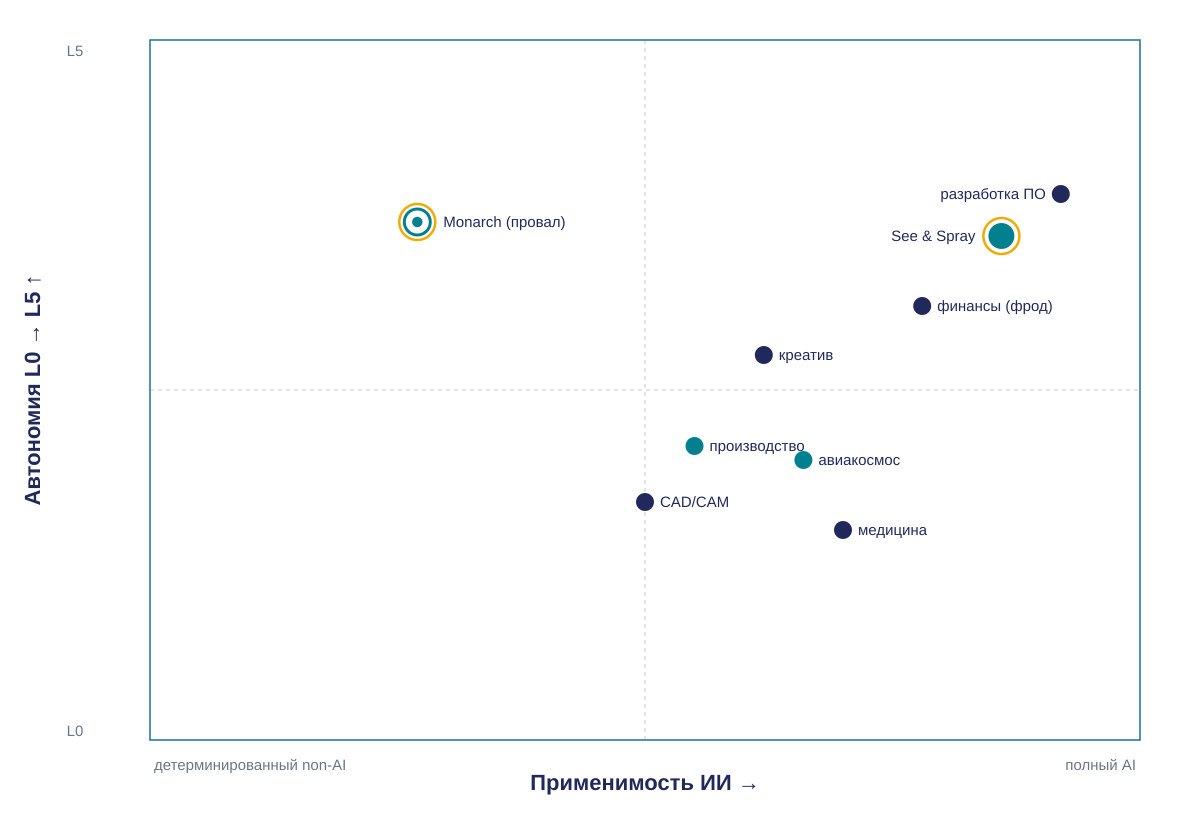 L5
разработка ПО
Monarch (провал)
See & Spray
финансы (фрод)
креатив
Автономия L0 → L5 ↑
производство
авиакосмос
CAD/CAM
медицина
L0
детерминированный non-AI
полный AI
Применимость ИИ →